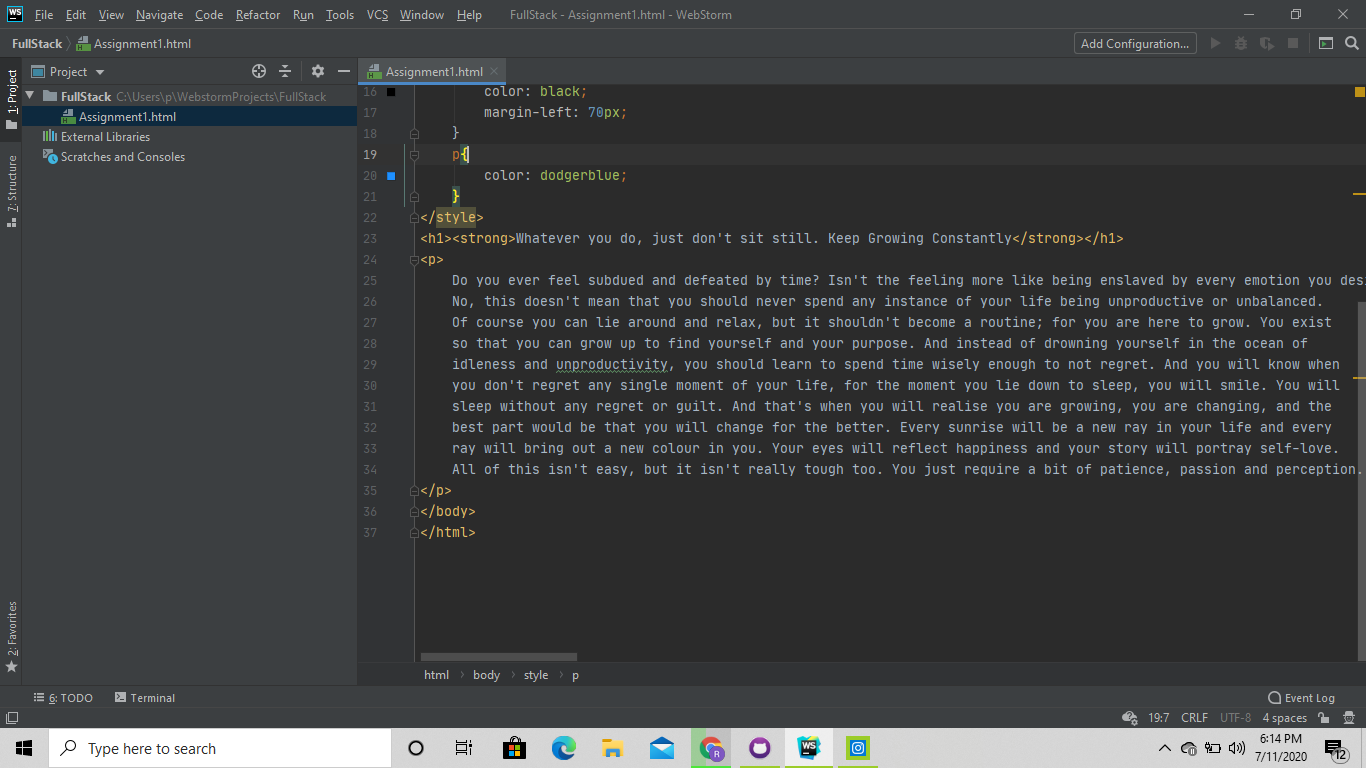 WS File Edit View Navigate Code Refactor Run Tools VCS Window Help FullStack - Assignment1.html - WebStorm
FullStack Assignment1.html Add Configuration...
1: Project
Project
Assignment1.html
FullStack C:\Users\p\WebstormProjects\FullStack
Assignment1.html
External Libraries
Scratches and Consoles
7: Structure
2: Favorites
16 color: black;
17 margin-left: 70px;
18 }
19 p{
20 color: dodgerblue;
21 }
22 </style>
23 <h1><strong>Whatever you do, just don't sit still. Keep Growing Constantly</strong></h1>
24 <p>
25 Do you ever feel subdued and defeated by time? Isn't the feeling more like being enslaved by every emotion you des
26 No, this doesn't mean that you should never spend any instance of your life being unproductive or unbalanced.
27 Of course you can lie around and relax, but it shouldn't become a routine; for you are here to grow. You exist
28 so that you can grow up to find yourself and your purpose. And instead of drowning yourself in the ocean of
29 idleness and unproductivity, you should learn to spend time wisely enough to not regret. And you will know when
30 you don't regret any single moment of your life, for the moment you lie down to sleep, you will smile. You will
31 sleep without any regret or guilt. And that's when you will realise you are growing, you are changing, and the
32 best part would be that you will change for the better. Every sunrise will be a new ray in your life and every
33 ray will bring out a new colour in you. Your eyes will reflect happiness and your story will portray self-love.
34 All of this isn't easy, but it isn't really tough too. You just require a bit of patience, passion and perception.
35 </p>
36 </body>
37 </html>
html body style p
6: TODO Terminal Event Log
19:7 CRLF UTF-8 4 spaces
Type here to search
R
WS
6:14 PM
7/11/2020
12